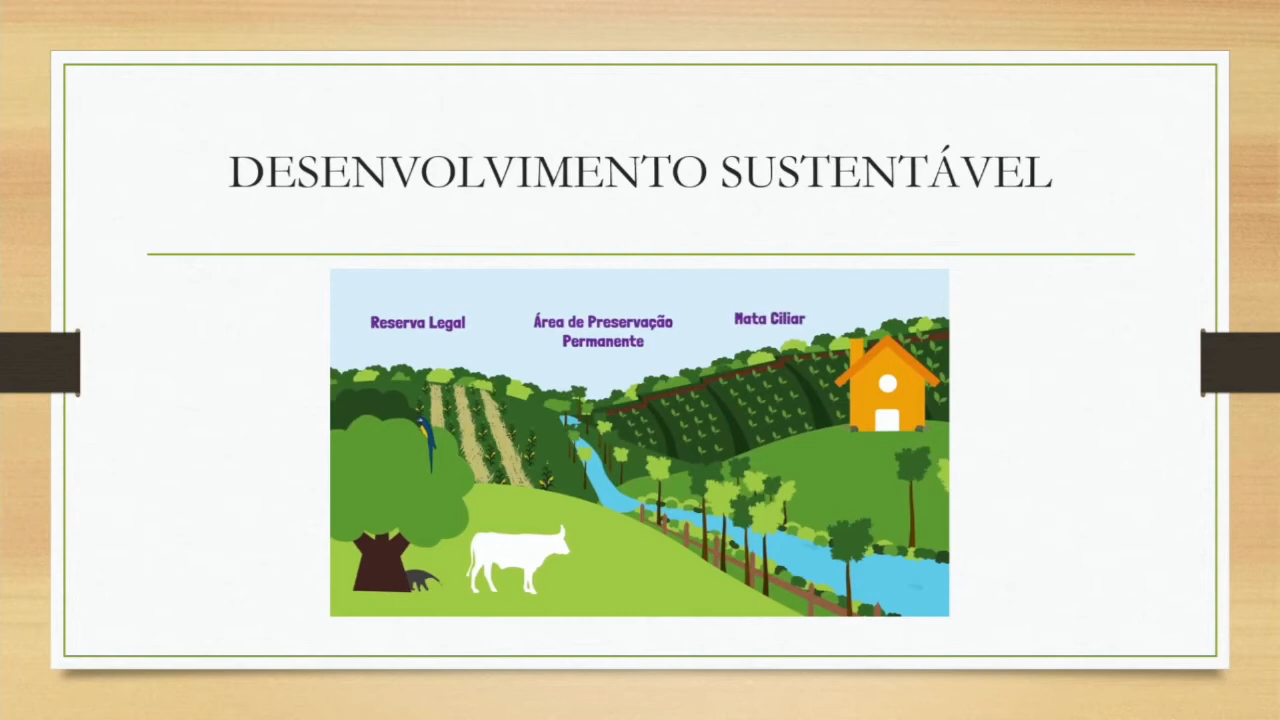 DESENVOLVIMENTO SUSTENTÁVEL
Reserva Legal
Área de Preservação
Permanente
Mata Ciliar